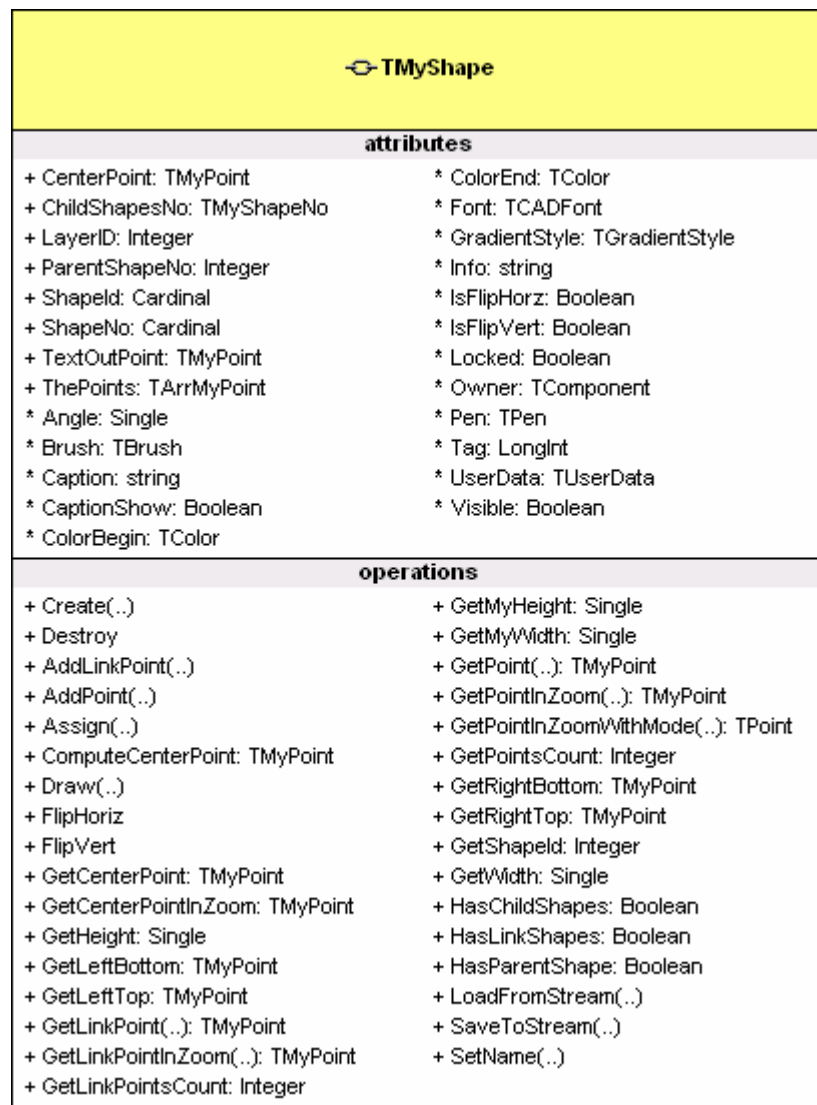 TMyShape
attributes
+ CenterPoint: TMyPoint
+ ChildShapesNo: TMyShapeNo
+ LayerID: Integer
+ ParentShapeNo: Integer
+ ShapeId: Cardinal
+ ShapeNo: Cardinal
+ TextOutPoint: TMyPoint
+ ThePoints: TArrMyPoint
* Angle: Single
* Brush: TBrush
* Caption: string
* CaptionShow: Boolean
* ColorBegin: TColor
* ColorEnd: TColor
* Font: TCADFont
* GradientStyle: TGradientStyle
* Info: string
* IsFlipHorz: Boolean
* IsFlipVert: Boolean
* Locked: Boolean
* Owner: TComponent
* Pen: TPen
* Tag: LongInt
* UserData: TUserData
* Visible: Boolean
operations
+ Create(..)
+ Destroy
+ AddLinkPoint(..)
+ AddPoint(..)
+ Assign(..)
+ ComputeCenterPoint: TMyPoint
+ Draw(..)
+ FlipHoriz
+ FlipVert
+ GetCenterPoint: TMyPoint
+ GetCenterPointInZoom: TMyPoint
+ GetHeight: Single
+ GetLeftBottom: TMyPoint
+ GetLeftTop: TMyPoint
+ GetLinkPoint(..): TMyPoint
+ GetLinkPointInZoom(..): TMyPoint
+ GetLinkPointsCount: Integer
+ GetMyHeight: Single
+ GetMyWidth: Single
+ GetPoint(..): TMyPoint
+ GetPointInZoom(..): TMyPoint
+ GetPointInZoomWithMode(..): TPoint
+ GetPointsCount: Integer
+ GetRightBottom: TMyPoint
+ GetRightTop: TMyPoint
+ GetShapeId: Integer
+ GetWidth: Single
+ HasChildShapes: Boolean
+ HasLinkShapes: Boolean
+ HasParentShape: Boolean
+ LoadFromStream(..)
+ SaveToStream(..)
+ SetName(..)